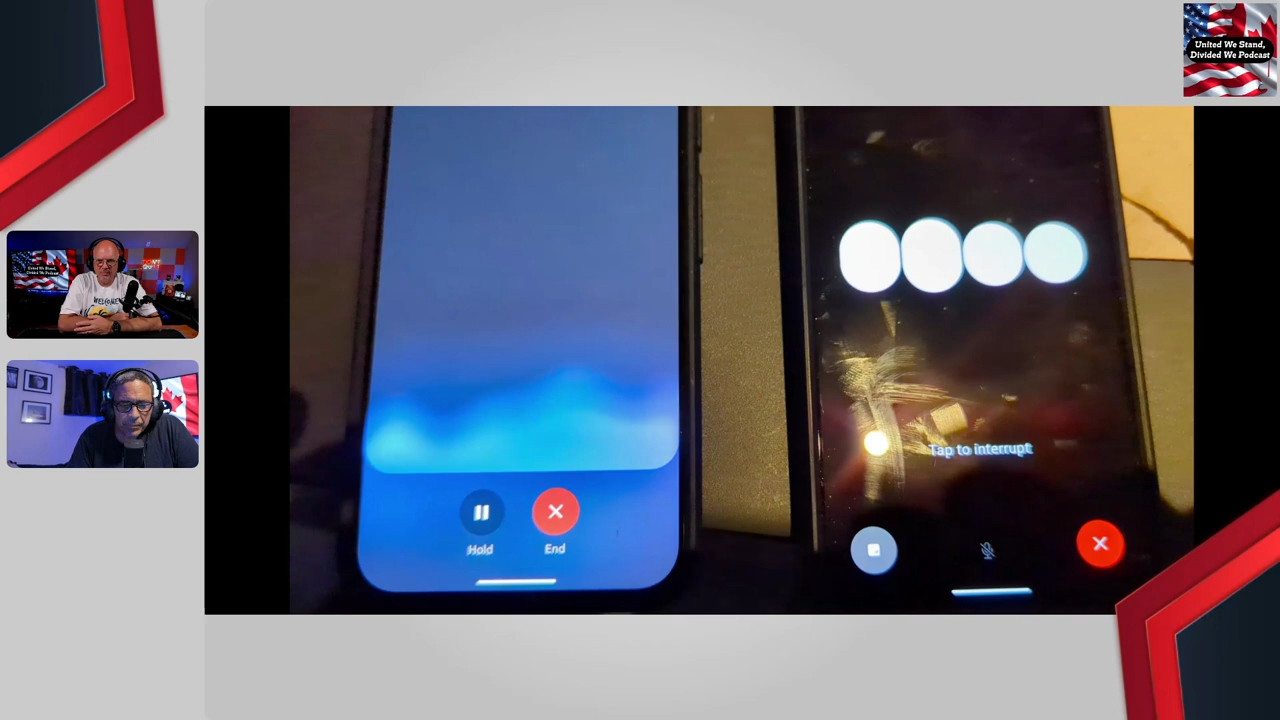 United We Stand,
Divided We Podcast
Tap to interrupt
Hold
End